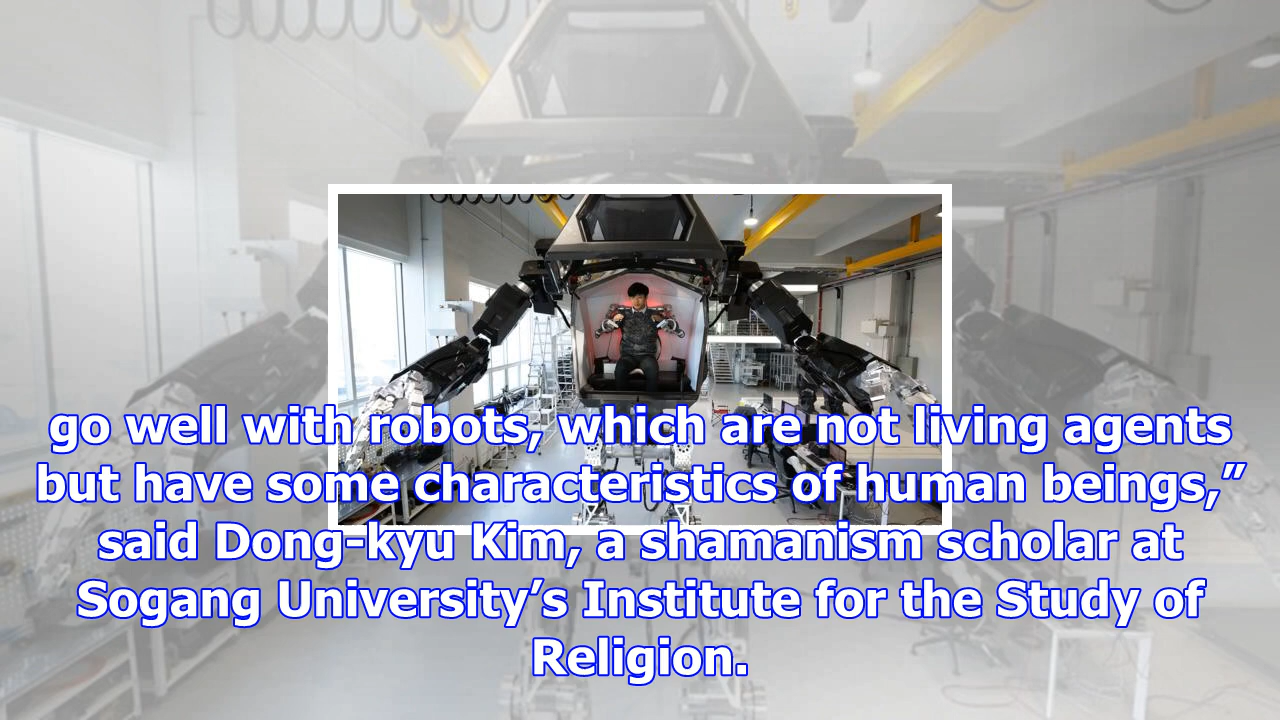 go well with robots, which are not living agents
but have some characteristics of human beings,”
said Dong-kyu Kim, a shamanism scholar at
Sogang University’s Institute for the Study of
Religion.